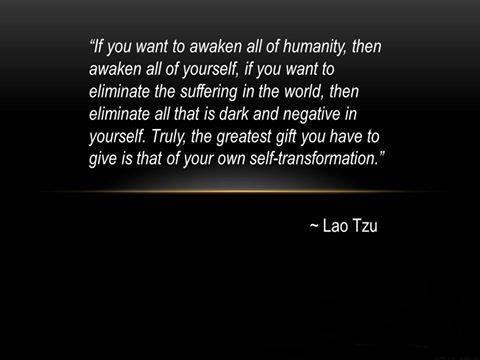 “If you want to awaken all of humanity, then
awaken all of yourself, if you want to
eliminate the suffering in the world, then
eliminate all that is dark and negative in
yourself. Truly, the greatest gift you have to
give is that of your own self-transformation.”
~ Lao Tzu